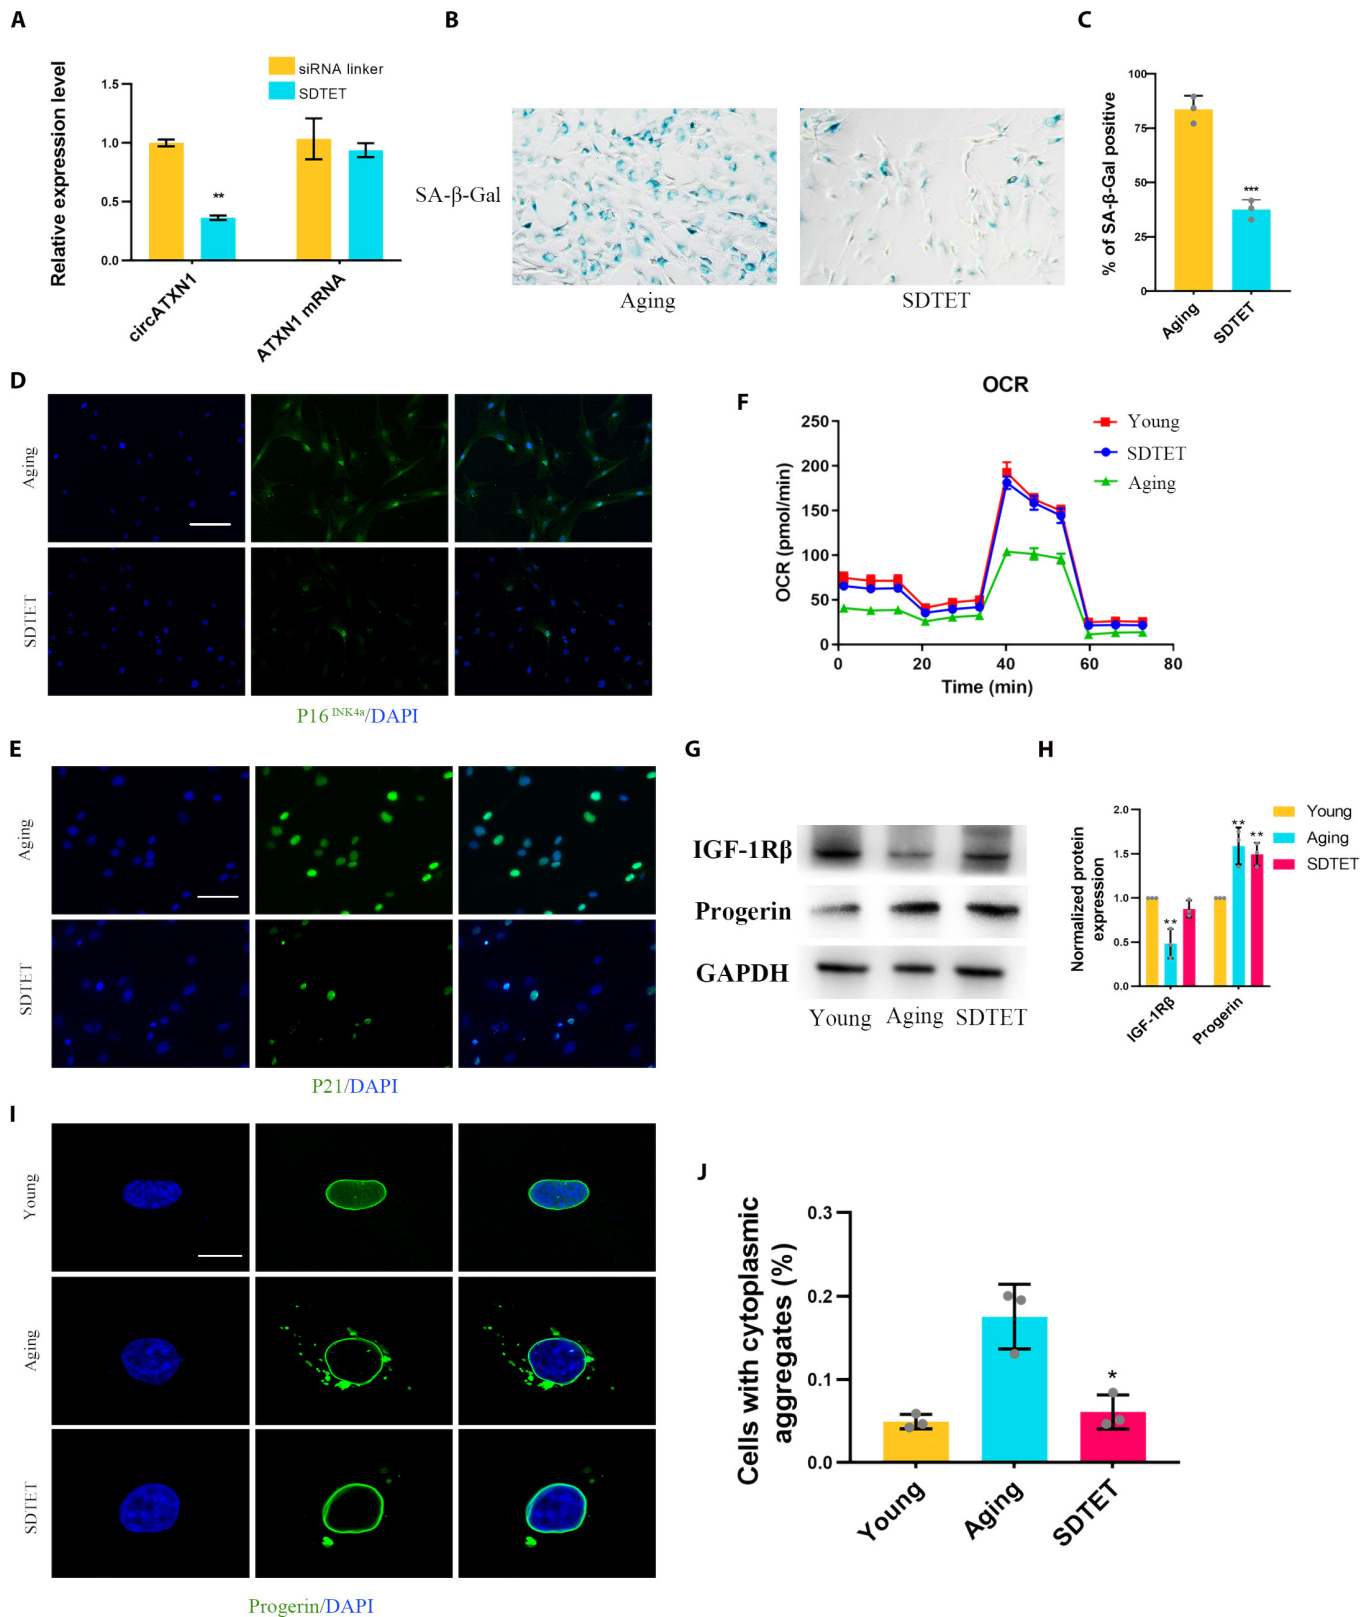 A
Relative expression level
1.5
1.0
0.5
0.0
siRNA linker
SDTET
**
circATXN1
ATXN1 mRNA
B
SA-β-Gal
Aging
SDTET
C
% of SA-β-Gal positive
100
75
50
25
0
***
Aging
SDTET
D
Aging
SDTET
P16 INK4a/DAPI
E
Aging
SDTET
P21/DAPI
F
OCR
OCR (pmol/min)
250
200
150
100
50
0
0
20
40
60
80
Time (min)
Young
SDTET
Aging
G
IGF-1Rβ
Progerin
GAPDH
Young Aging SDTET
H
Normalized protein
expression
2.0
1.5
1.0
0.5
0.0
**
**
**
IGF-1Rβ
Progerin
Young
Aging
SDTET
I
Young
Aging
SDTET
Progerin/DAPI
J
Cells with cytoplasmic
aggregates (%)
0.3
0.2
0.1
0.0
*
Young
Aging
SDTET